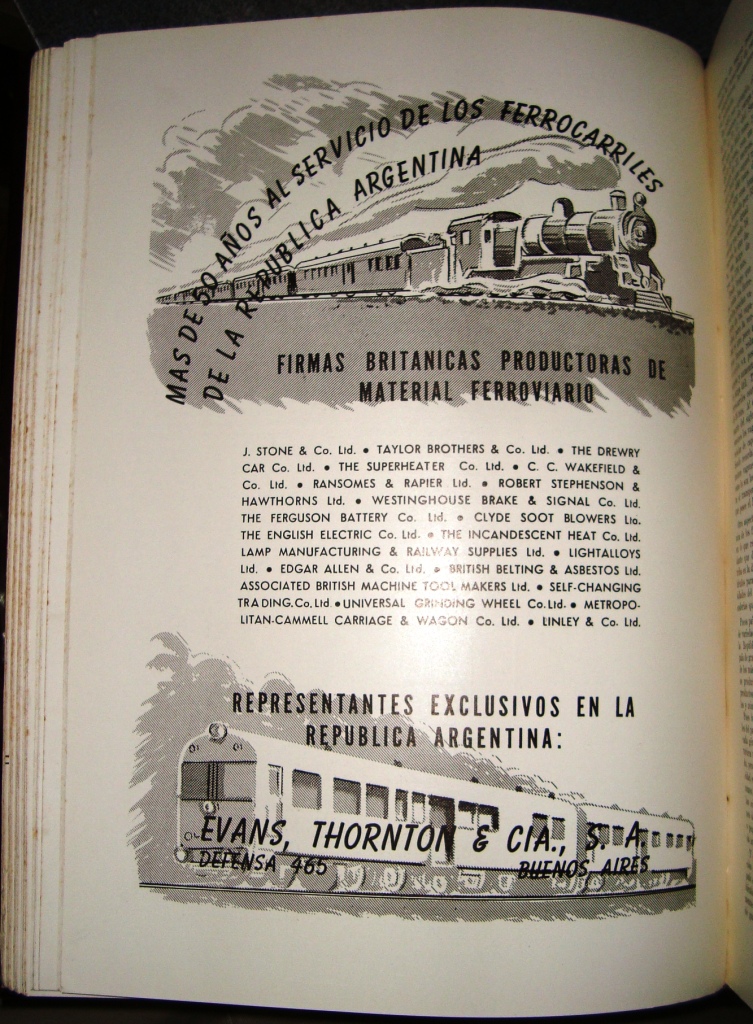 MAS DE 50 AÑOS AL SERVICIO DE LOS FERROCARRILES
DE LA REPUBLICA ARGENTINA
FIRMAS BRITANICAS PRODUCTORAS DE
MATERIAL FERROVIARIO
J. STONE & Co. Ltd. • TAYLOR BROTHERS & Co. Ltd. • THE DREWRY
CAR Co. Ltd. • THE SUPERHEATER Co. Ltd. • C. C. WAKEFIELD &
Co. Ltd. • RANSOMES & RAPIER Ltd. • ROBERT STEPHENSON &
HAWTHORNS Ltd. • WESTINGHOUSE BRAKE & SIGNAL Co. Ltd.
THE FERGUSON BATTERY Co. Ltd. • CLYDE SOOT BLOWERS Ltd.
THE ENGLISH ELECTRIC Co. Ltd. • THE INCANDESCENT HEAT Co. Ltd.
LAMP MANUFACTURING & RAILWAY SUPPLIES Ltd. • LIGHTALLOYS
Ltd. • EDGAR ALLEN & Co. Ltd. • BRITISH BELTING & ASBESTOS Ltd.
ASSOCIATED BRITISH MACHINE TOOL MAKERS Ltd. • SELF-CHANGING
TRADING.Co.Ltd • UNIVERSAL GRINDING WHEEL Co.Ltd. • METROPO-
LITAN-CAMMELL CARRIAGE & WAGON Co. Ltd. • LINLEY & Co. Ltd.
REPRESENTANTES EXCLUSIVOS EN LA
REPUBLICA ARGENTINA:
EVANS, THORNTON & CIA., S. A.
DEFENSA 465 BUENOS AIRES